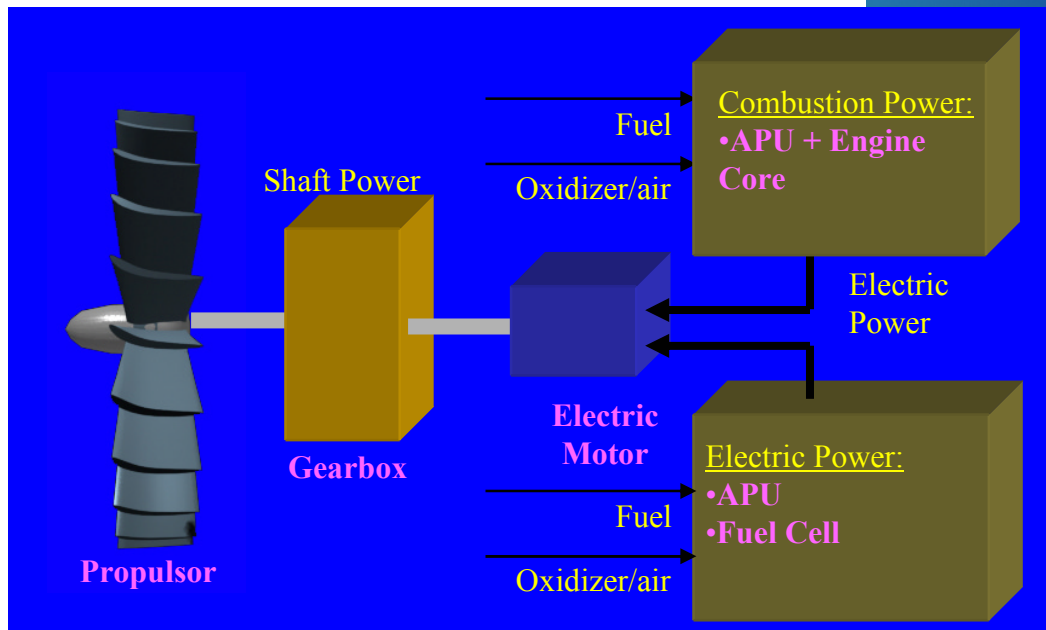 Combustion Power:
•APU + Engine
Core
Fuel
Oxidizer/air
Shaft Power
Electric
Power
Electric
Motor
Gearbox
Propulsor
Electric Power:
•APU
•Fuel Cell
Fuel
Oxidizer/air